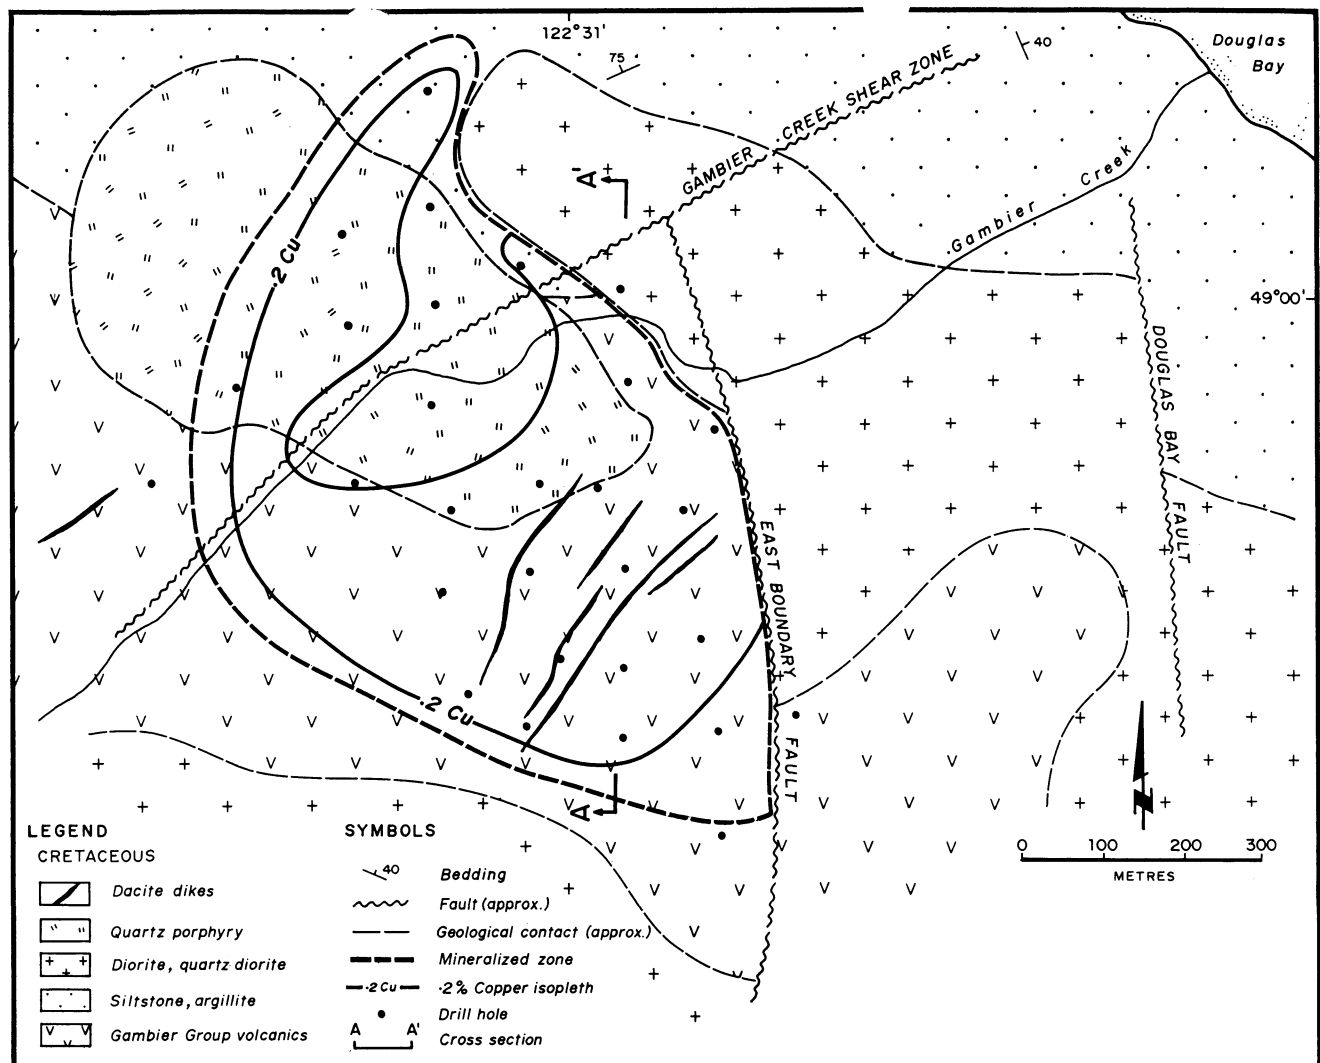 122°31'
Douglas
Bay
75
40
GAMBIER CREEK SHEAR ZONE
A'
Gambier Creek
49°00'
.2 Cu
DOUGLAS BAY FAULT
EAST BOUNDARY FAULT
.2 Cu
A
N
0 100 200 300
METRES
LEGEND
CRETACEOUS
Dacite dikes
Quartz porphyry
Diorite, quartz diorite
Siltstone, argillite
Gambier Group volcanics
SYMBOLS
40 Bedding
Fault (approx.)
Geological contact (approx.)
Mineralized zone
.2 Cu .2% Copper isopleth
Drill hole
A A' Cross section